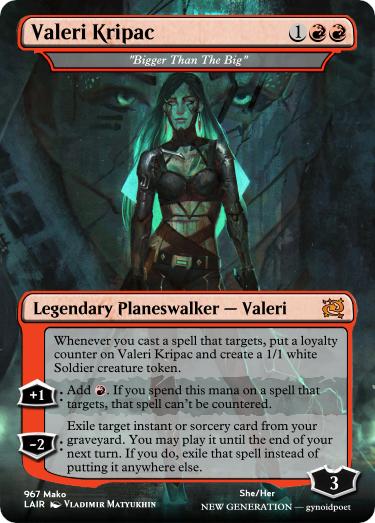 Valeri Kripac 1
"Bigger Than The Big"
Legendary Planeswalker — Valeri
Whenever you cast a spell that targets, put a loyalty
counter on Valeri Kripac and create a 1/1 white
Soldier creature token.
+1: Add . If you spend this mana on a spell that
targets, that spell can't be countered.
-2: Exile target instant or sorcery card from your
graveyard. You may play it until the end of your
next turn. If you do, exile that spell instead of
putting it anywhere else.
3
967 Mako She/Her
LAIR Vladimir Matyukhin NEW GENERATION — gynoidpoet